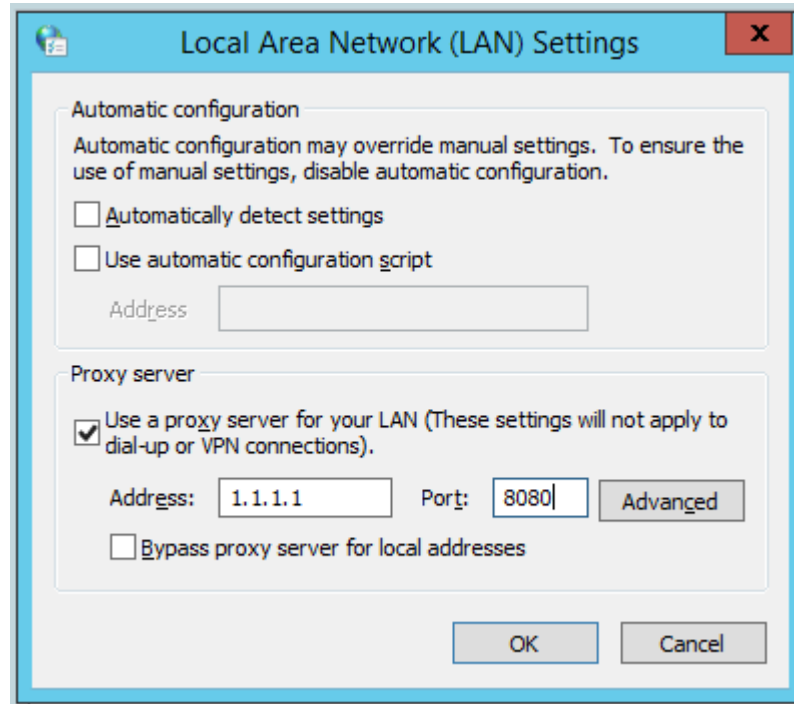 Local Area Network (LAN) Settings
x
Automatic configuration
Automatic configuration may override manual settings.  To ensure the
use of manual settings, disable automatic configuration.
Automatically detect settings
Use automatic configuration script
Address
Proxy server
Use a proxy server for your LAN (These settings will not apply to
dial-up or VPN connections).
Address: 1.1.1.1 Port: 8080 Advanced
Bypass proxy server for local addresses
OK Cancel